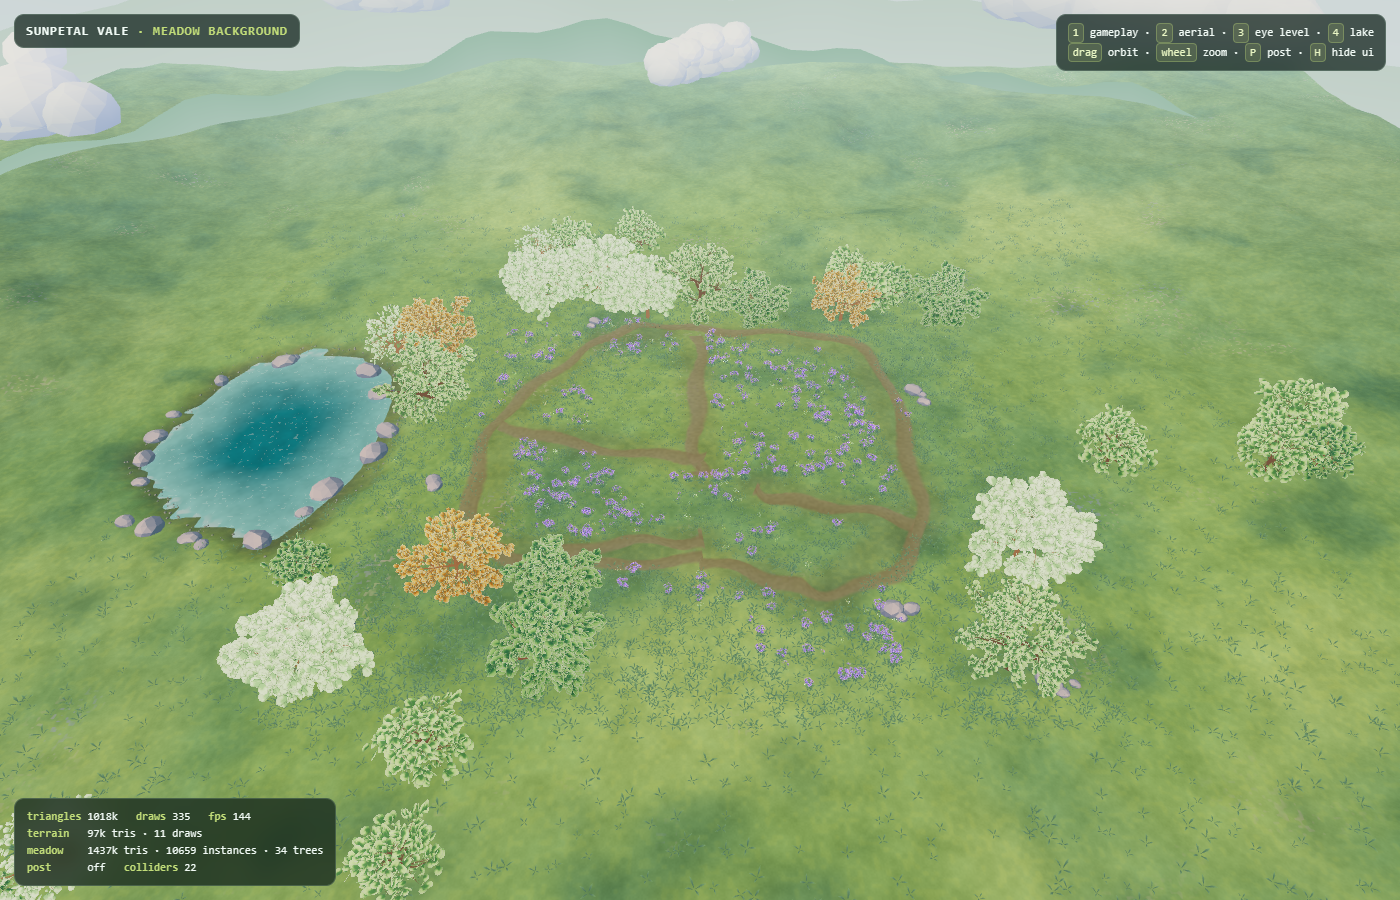 SUNPETAL VALE · MEADOW BACKGROUND
1 gameplay · 2 aerial · 3 eye level · 4 lake
drag orbit · wheel zoom · P post · H hide ui
triangles 1018k draws 335 fps 144
terrain 97k tris · 11 draws
meadow 1437k tris · 10659 instances · 34 trees
post off colliders 22